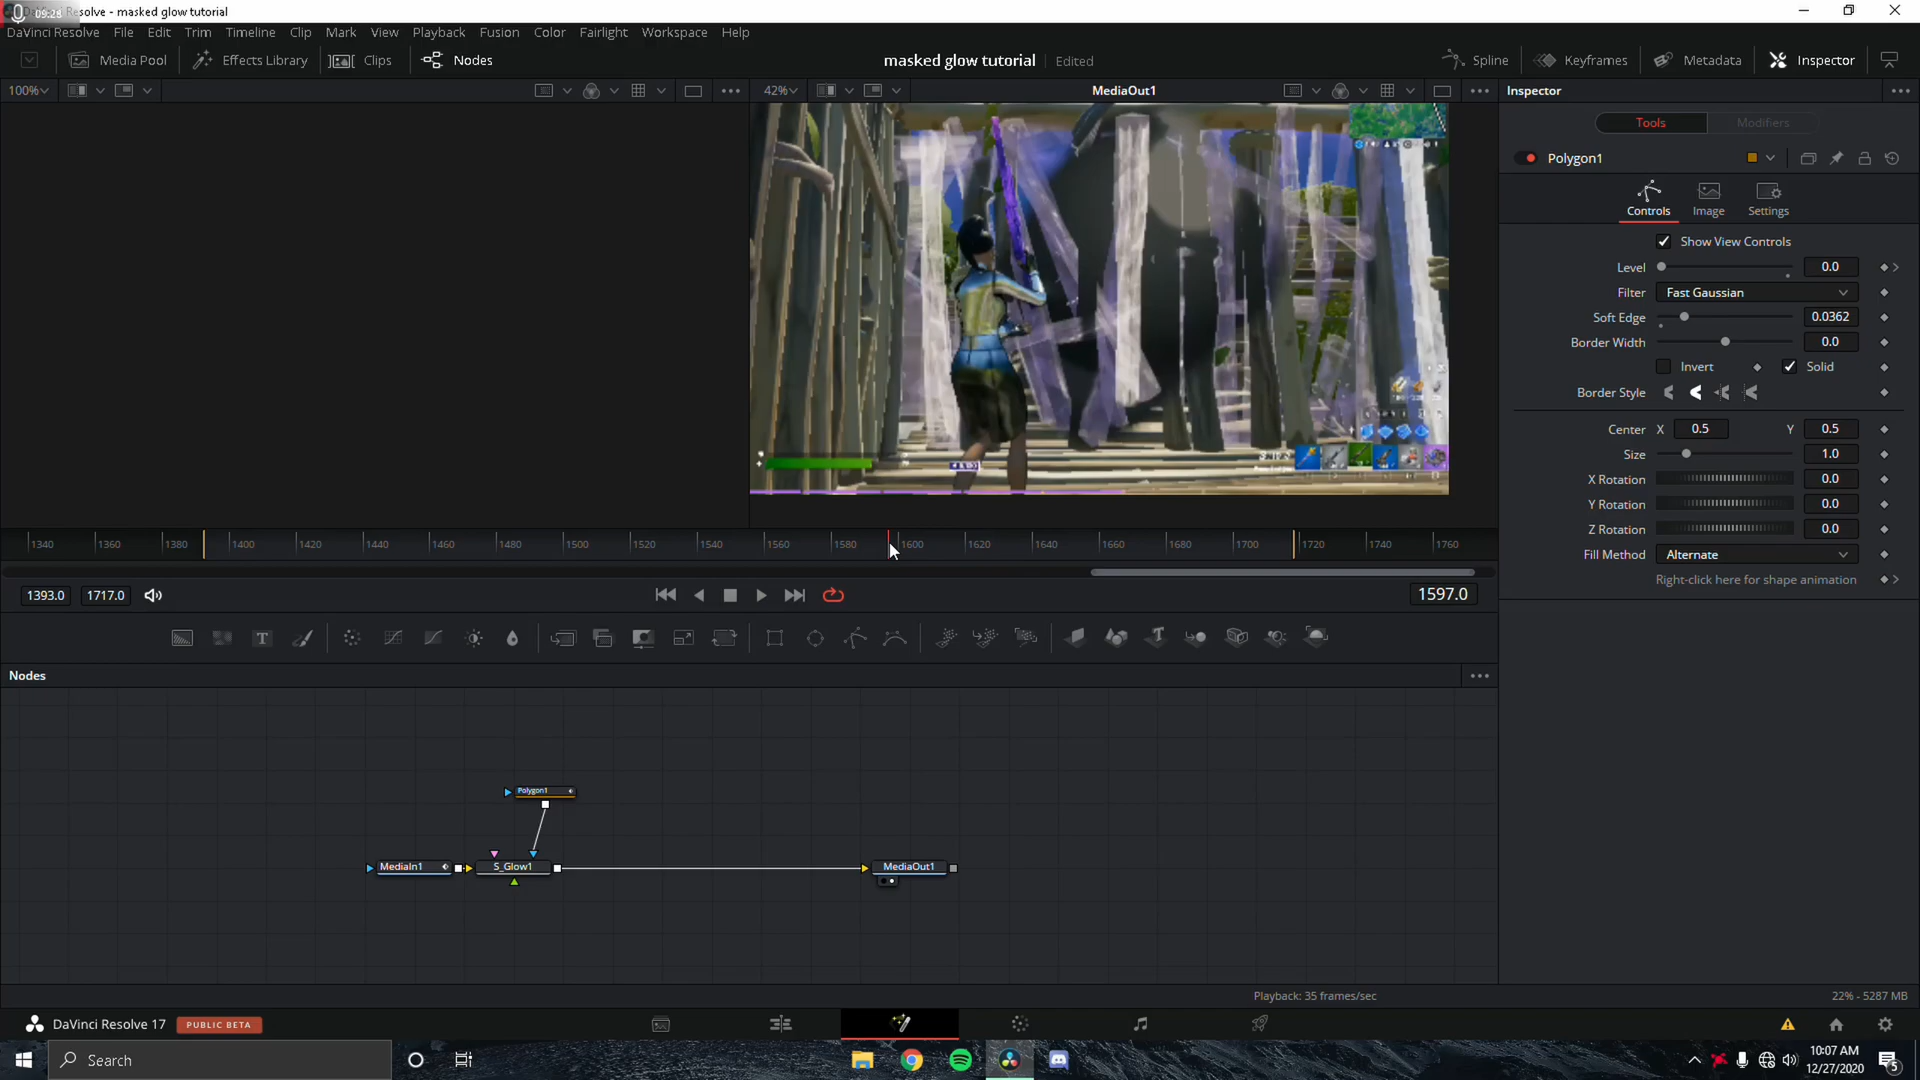 09:28
DaVinci Resolve - masked glow tutorial
DaVinci Resolve File Edit Trim Timeline Clip Mark View Playback Fusion Color Fairlight Workspace Help
Media Pool Effects Library Clips Nodes masked glow tutorial Edited Spline Keyframes Metadata Inspector
100% 42% MediaOut1 Inspector
Tools Modifiers
Polygon1
Controls Image Settings
Show View Controls
Level 0.0
Filter Fast Gaussian
Soft Edge 0.0362
Border Width 0.0
Invert Solid
Border Style
Center X 0.5 Y 0.5
Size 1.0
X Rotation 0.0
Y Rotation 0.0
Z Rotation 0.0
Fill Method Alternate
Right-click here for shape animation
1340 1360 1380 1400 1420 1440 1460 1480 1500 1520 1540 1560 1580 1600 1620 1640 1660 1680 1700 1720 1740 1760
1393.0 1717.0 1597.0
Nodes
Polygon1
MediaIn1 S_Glow1 MediaOut1
Playback: 35 frames/sec 22% - 5287 MB
DaVinci Resolve 17 PUBLIC BETA
Search
10:07 AM
12/27/2020
5